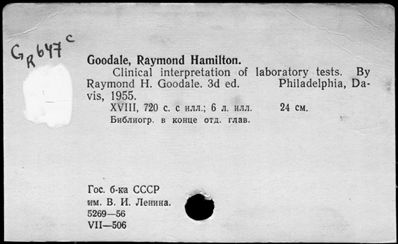 G R 647 c
Goodale, Raymond Hamilton.
Clinical interpretation of laboratory tests. By
Raymond H. Goodale. 3d ed. Philadelphia, Da-
vis, 1955.
XVIII, 720 с. с илл.; 6 л. илл. 24 см.
Библиогр. в конце отд. глав.
Гос. б-ка СССР
им. В. И. Ленина.
5269—56
VII—506